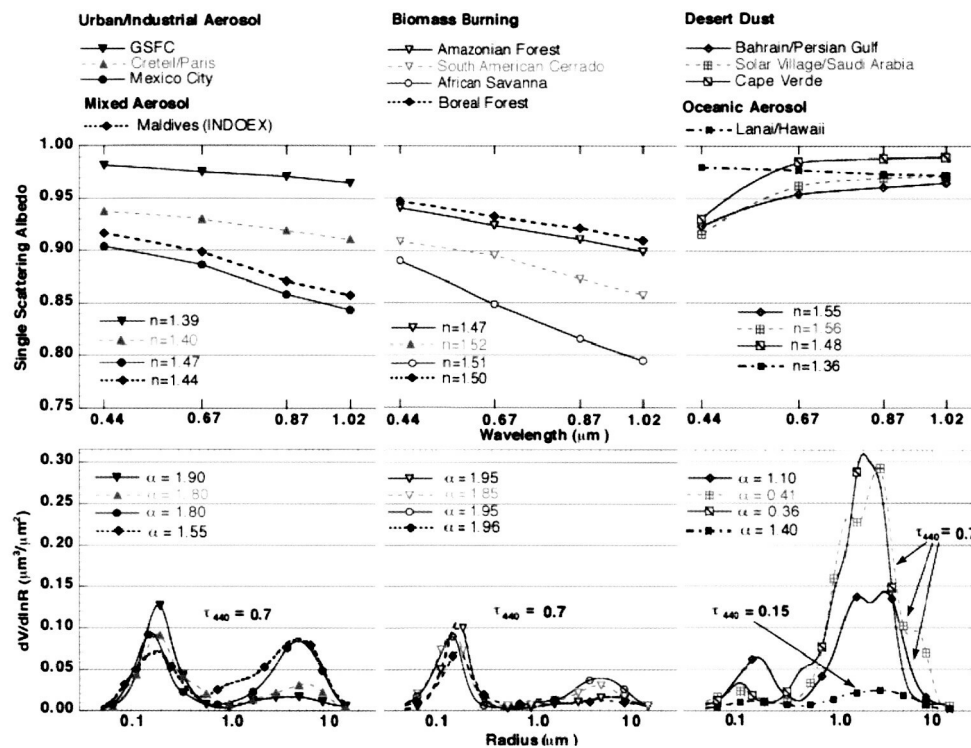 Urban/Industrial Aerosol
GSFC
Creteil/Paris
Mexico City
Mixed Aerosol
Maldives (INDOEX)
Biomass Burning
Amazonian Forest
South American Cerrado
African Savanna
Boreal Forest
Desert Dust
Bahrain/Persian Gulf
Solar Village/Saudi Arabia
Cape Verde
Oceanic Aerosol
Lanai/Hawaii
Single Scattering Albedo
1.00
0.95
0.90
0.85
0.80
0.75
n=1.39
n=1.40
n=1.47
n=1.44
n=1.47
n=1.52
n=1.51
n=1.50
n=1.55
n=1.56
n=1.48
n=1.36
0.44 0.67 0.87 1.02
0.44 0.67 0.87 1.02
0.44 0.67 0.87 1.02
Wavelength (μm)
dV/dlnR (μm³/μm²)
0.30
0.25
0.20
0.15
0.10
0.05
0.00
α = 1.90
α = 1.80
α = 1.80
α = 1.55
τ440 = 0.7
α = 1.95
α = 1.85
α = 1.95
α = 1.96
τ440 = 0.7
α = 1.10
α = 0.41
α = 0.36
α = 1.40
τ440 = 0.7
τ440 = 0.15
0.1 1.0 10
0.1 1.0 10
0.1 1.0 10
Radius (μm)